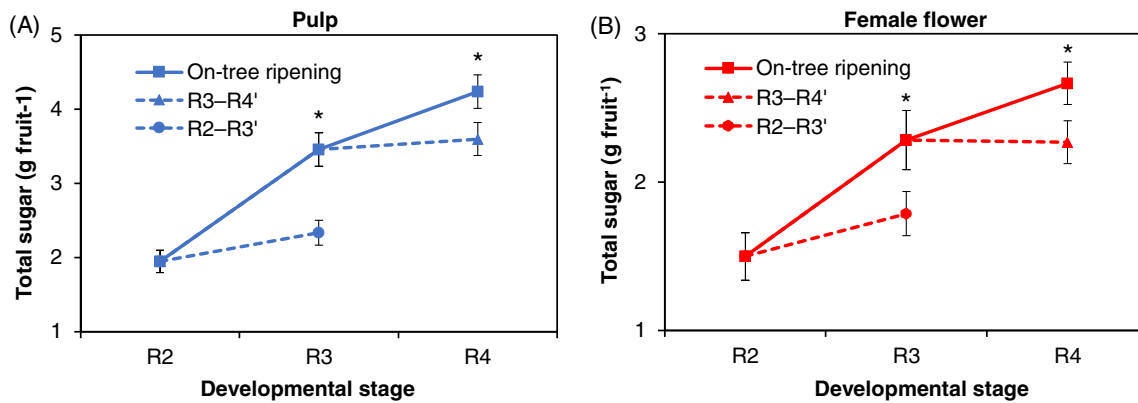 (A)
Pulp
Total sugar (g fruit-1)
5
4
3
2
1
On-tree ripening
R3–R4'
R2–R3'
*
*
R2
R3
R4
Developmental stage
(B)
Female flower
Total sugar (g fruit⁻¹)
3
2
1
On-tree ripening
R3–R4'
R2–R3'
*
*
R2
R3
R4
Developmental stage